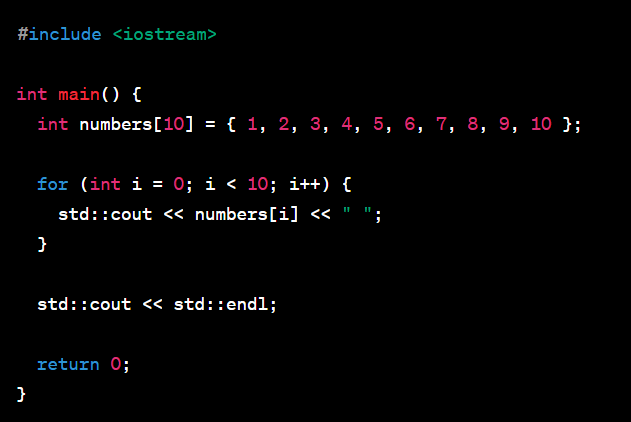 #include <iostream>
int main() {
  int numbers[10] = { 1, 2, 3, 4, 5, 6, 7, 8, 9, 10 };
  for (int i = 0; i < 10; i++) {
    std::cout << numbers[i] << " ";
  }
  std::cout << std::endl;
  return 0;
}